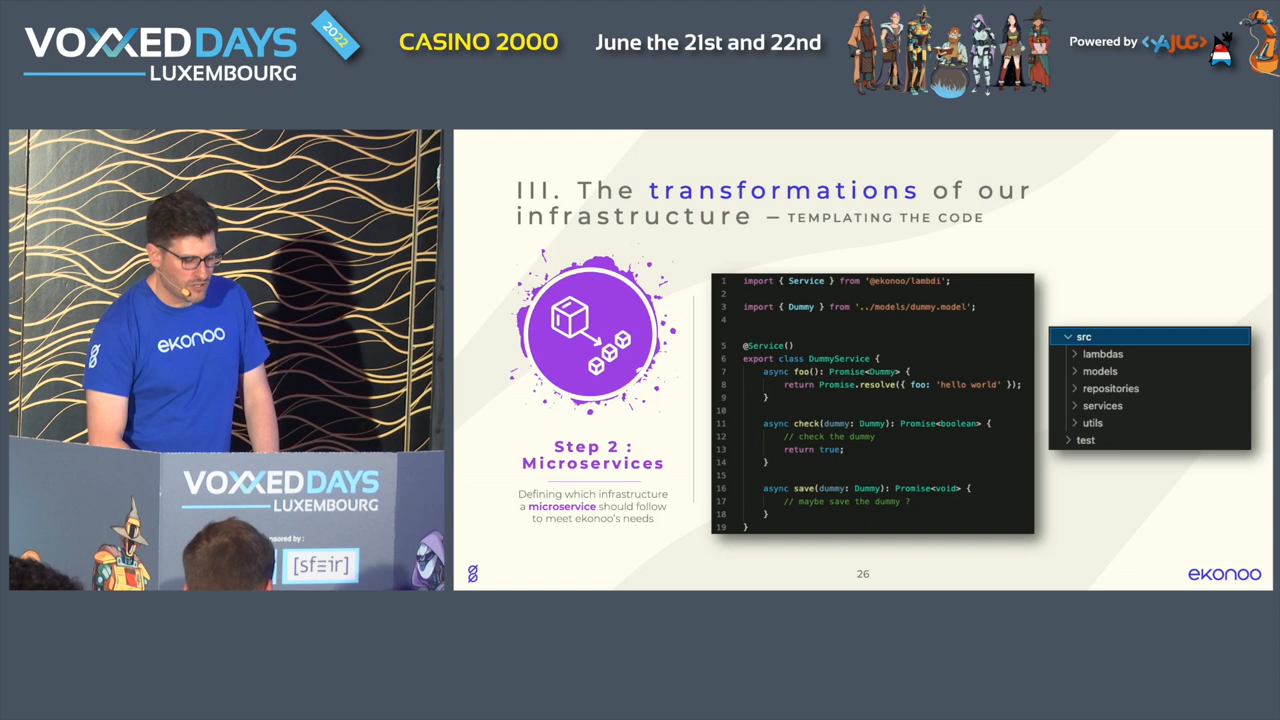 VOXXED DAYS
LUXEMBOURG
2022
CASINO 2000
June the 21st and 22nd
Powered by <YAJUG>
ekonoo
VOXXED DAYS
LUXEMBOURG
[sfeir]
III. The transformations of our
infrastructure — TEMPLATING THE CODE
Step 2 :
Microservices
Defining which infrastructure
a microservice should follow
to meet ekonoo's needs
1 import { Service } from '@ekonoo/lambdi';
2
3 import { Dummy } from '../models/dummy.model';
4
5 @Service()
6 export class DummyService {
7 async foo(): Promise<Dummy> {
8 return Promise.resolve({ foo: 'hello world' });
9 }
10
11 async check(dummy: Dummy): Promise<boolean> {
12 // check the dummy
13 return true;
14 }
15
16 async save(dummy: Dummy): Promise<void> {
17 // maybe save the dummy ?
18 }
19 }
src
lambdas
models
repositories
services
utils
test
26
ekonoo